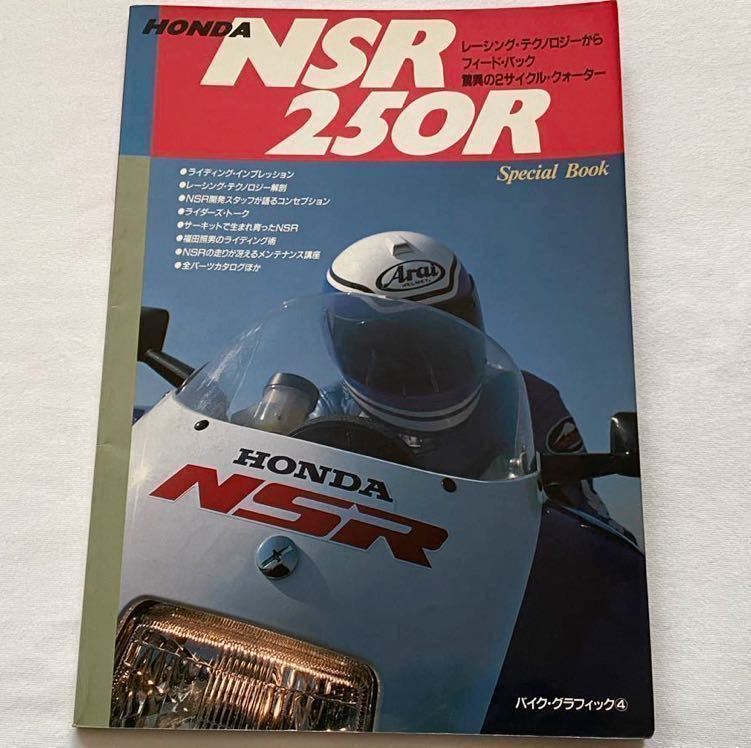 HONDA
NSR
250R
レーシング・テクノロジーから
フィード・バック
驚異の2サイクル・クォーター
Special Book
●ライディング・インプレッション
●レーシング・テクノロジー解剖
●NSR開発スタッフが語るコンセプション
●ライダーズ・トーク
●サーキットで生まれ育ったNSR
●福田照男のライディング術
●NSRの走りが冴えるメンテナンス講座
●全パーツカタログほか
Arai
HELMET
HONDA
NSR
バイク・グラフィック④